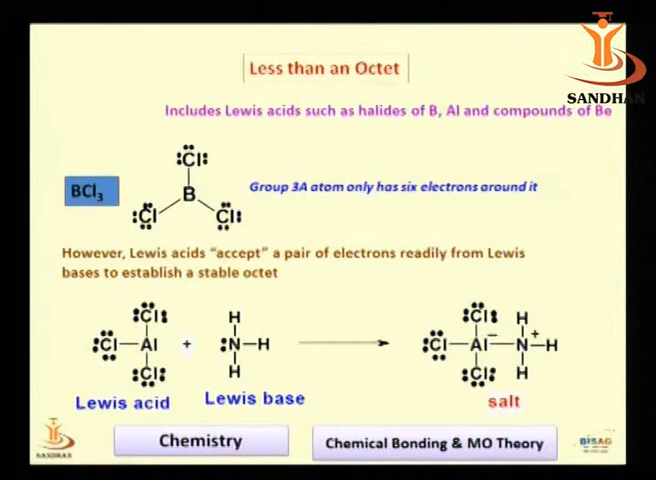 Less than an Octet
SANDHAN
Includes Lewis acids such as halides of B, Al and compounds of Be
BCl₃
:Cl:
B
:Cl
Cl:
Group 3A atom only has six electrons around it
However, Lewis acids "accept" a pair of electrons readily from Lewis
bases to establish a stable octet
:Cl: H :Cl: H
:Cl—Al + :N—H :Cl—Al⁻—N⁺—H
:Cl: H :Cl: H
Lewis acid Lewis base salt
Chemistry Chemical Bonding & MO Theory
SANDHAN BISAG